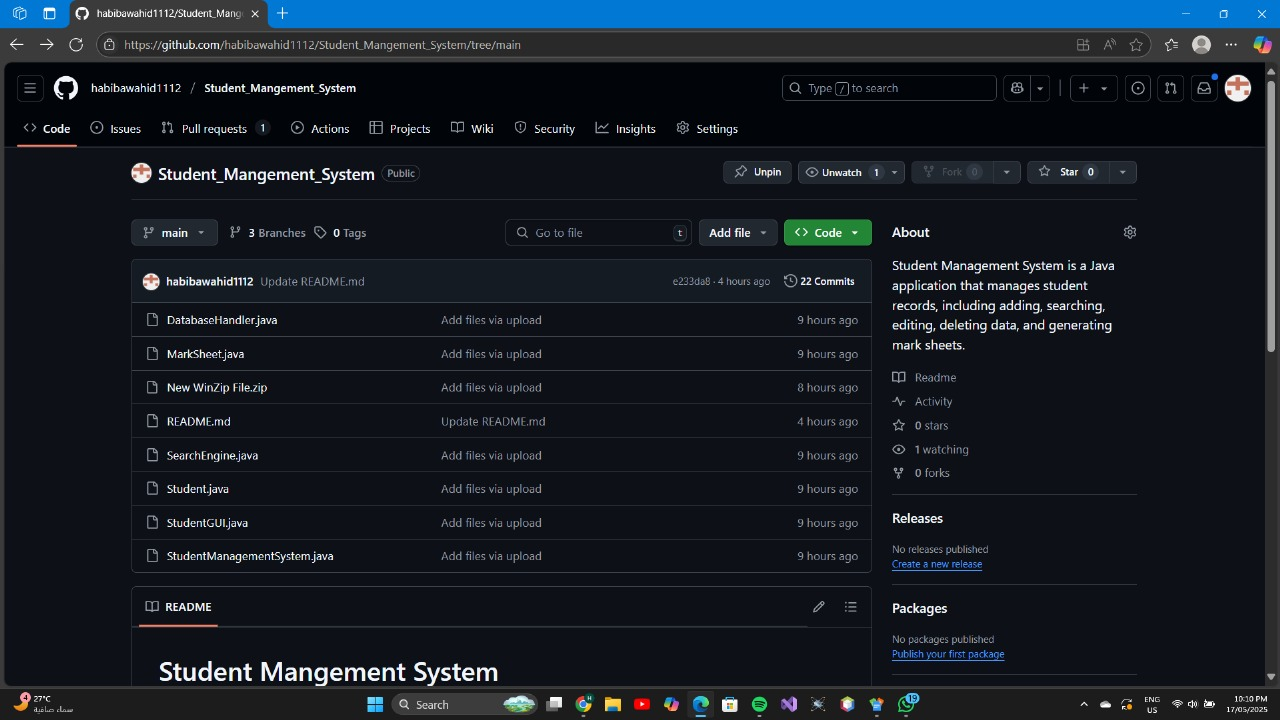 habibawahid1112/Student_Mang
https://github.com/habibawahid1112/Student_Mangement_System/tree/main
habibawahid1112 / Student_Mangement_System
Type / to search
Code
Issues
Pull requests 1
Actions
Projects
Wiki
Security
Insights
Settings
Student_Mangement_System Public
Unpin
Unwatch 1
Fork 0
Star 0
main
3 Branches
0 Tags
Go to file t
Add file
Code
habibawahid1112 Update README.md e233da8 · 4 hours ago 22 Commits
DatabaseHandler.java Add files via upload 9 hours ago
MarkSheet.java Add files via upload 9 hours ago
New WinZip File.zip Add files via upload 8 hours ago
README.md Update README.md 4 hours ago
SearchEngine.java Add files via upload 9 hours ago
Student.java Add files via upload 9 hours ago
StudentGUI.java Add files via upload 9 hours ago
StudentManagementSystem.java Add files via upload 9 hours ago
README
Student Mangement System
About
Student Management System is a Java
application that manages student
records, including adding, searching,
editing, deleting data, and generating
mark sheets.
Readme
Activity
0 stars
1 watching
0 forks
Releases
No releases published
Create a new release
Packages
No packages published
Publish your first package
4
27°C
سماء صافية
Search
H
19
ENG
US
10:10 PM
17/05/2025